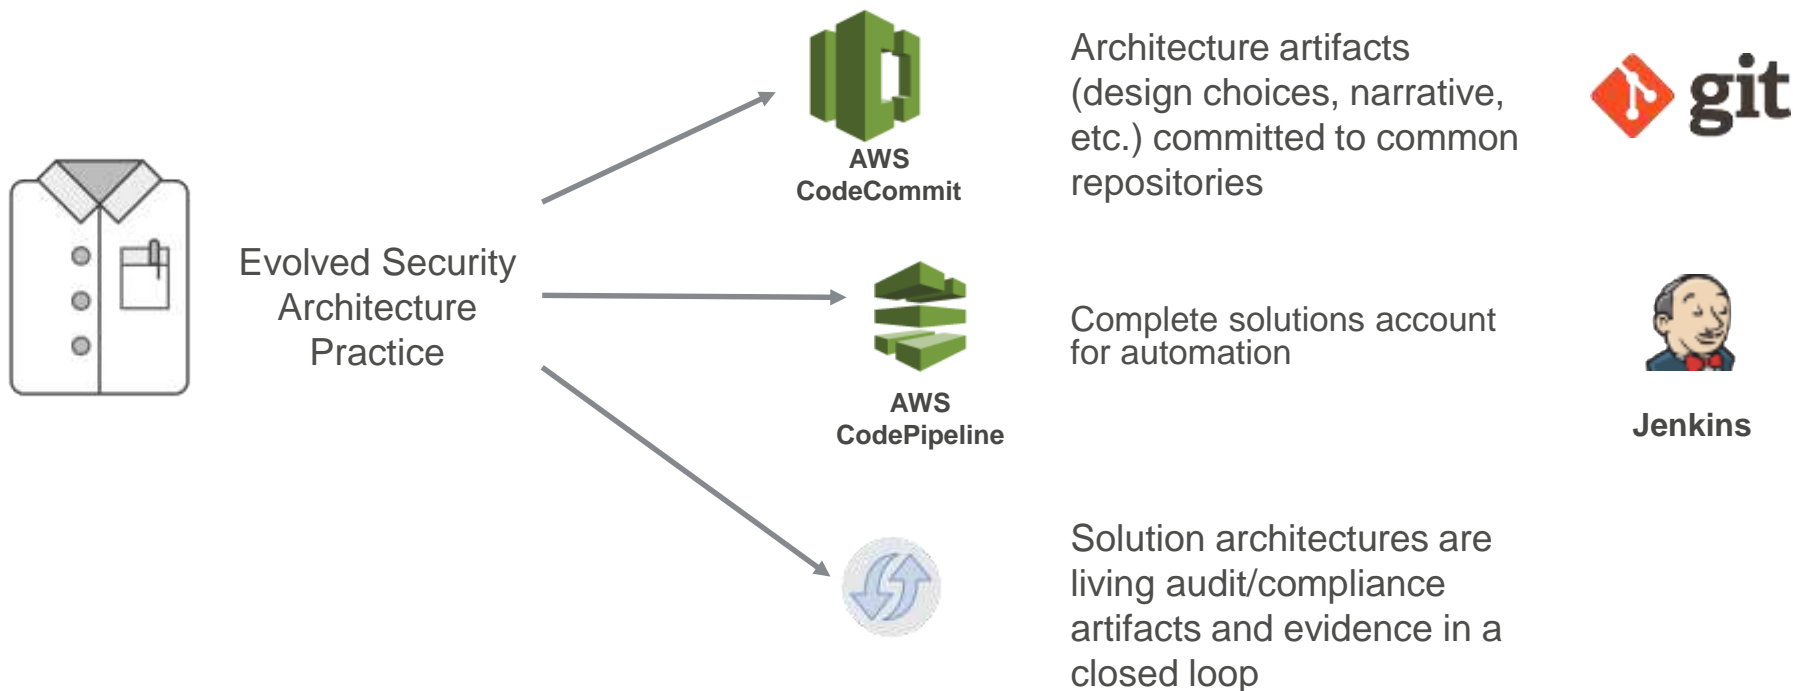 Evolved Security
Architecture
Practice
AWS
CodeCommit
Architecture artifacts
(design choices, narrative,
etc.) committed to common
repositories
git
AWS
CodePipeline
Complete solutions account
for automation
Jenkins
Solution architectures are
living audit/compliance
artifacts and evidence in a
closed loop